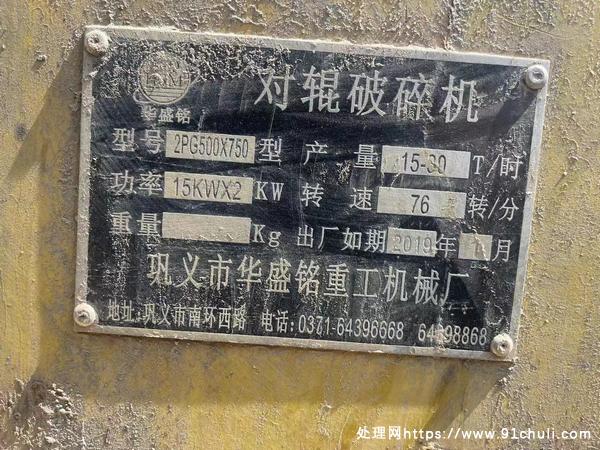 华盛铭
对辊破碎机
型号 2PG500X750 型 产量 15-30 T/时
功率 15KWX2 KW 转速 76 转/分
重量 Kg 出厂如期 2019 年 月
巩义市华盛铭重工机械厂
地址:巩义市南环西路 电话:0371-64396668 64398868
处理网https://www.91chuli.com/